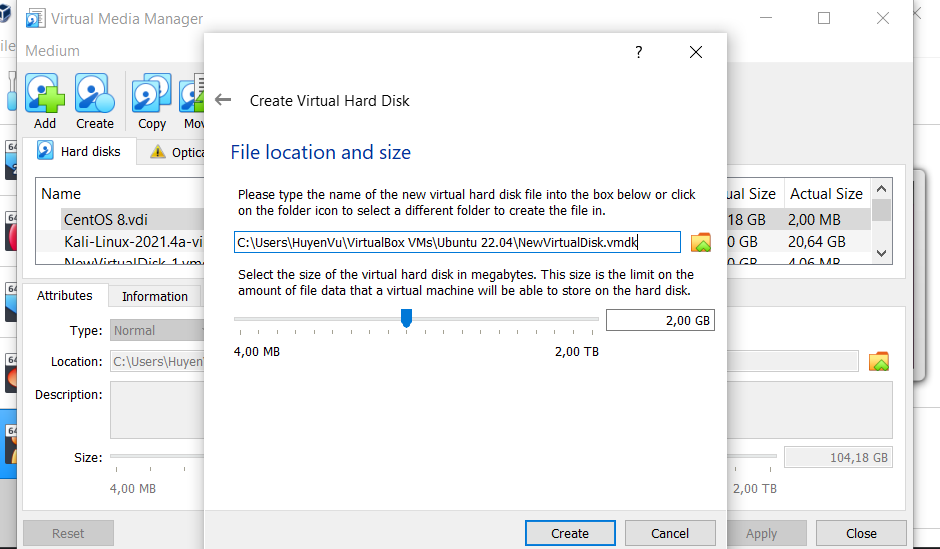 Virtual Media Manager
Medium
Add
Create
Copy
Mov
Hard disks
Optica
Name
ual Size
Actual Size
CentOS 8.vdi
18 GB
2,00 MB
Kali-Linux-2021.4a-vi
0 GB
20,64 GB
NewVirtualDisk_1.vmd
0 GB
4,06 MB
Attributes
Information
Type:
Normal
Location:
C:\Users\Huyen
Description:
Size:
104,18 GB
4,00 MB
2,00 TB
Reset
Apply
Close
?
Create Virtual Hard Disk
File location and size
Please type the name of the new virtual hard disk file into the box below or click
on the folder icon to select a different folder to create the file in.
C:\Users\HuyenVu\VirtualBox VMs\Ubuntu 22.04\NewVirtualDisk.vmdk
Select the size of the virtual hard disk in megabytes. This size is the limit on the
amount of file data that a virtual machine will be able to store on the hard disk.
2,00 GB
4,00 MB
2,00 TB
Create
Cancel
ile
64
64
64
64
64